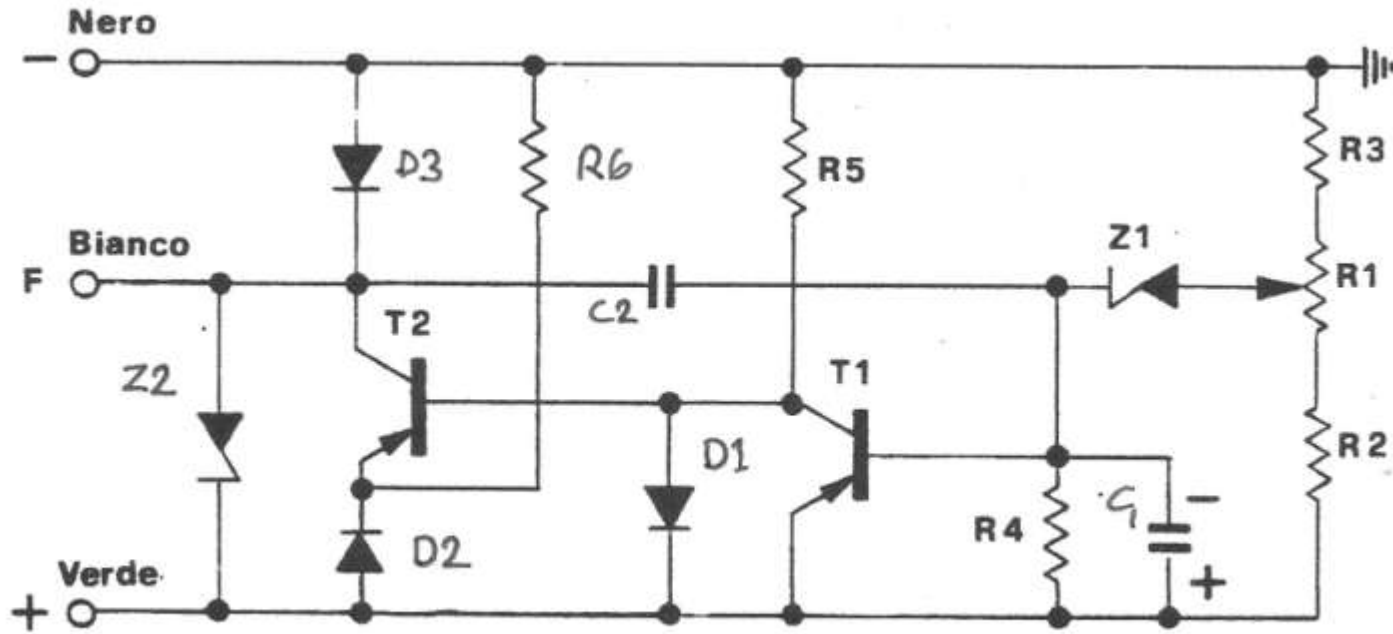 Nero
−
D3
R6
R5
R3
Bianco
F
Z1
R1
C2
T2
T1
Z2
D1
R2
R4
C1
−
D2
Verde
+
+